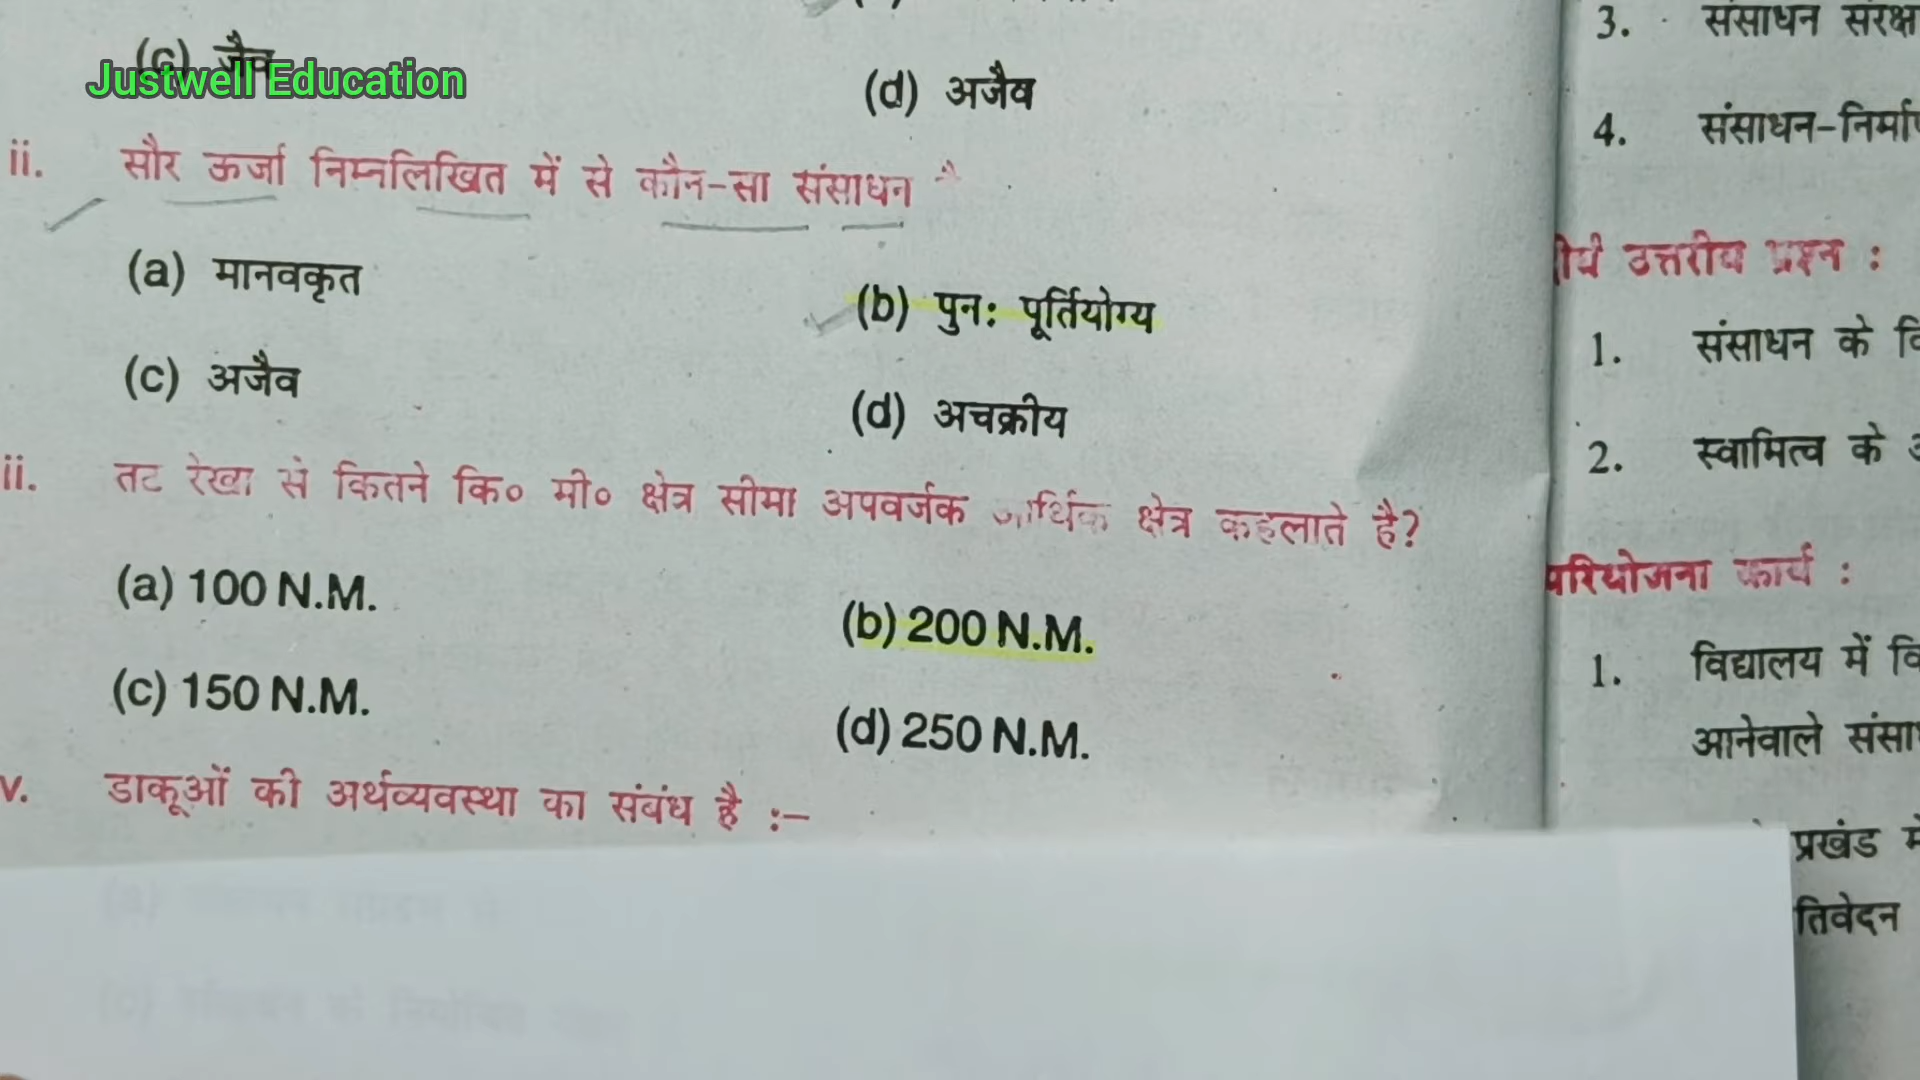 (c) जैव
Justwell Education
(d) अजैव
ii. सौर ऊर्जा निम्नलिखित में से कौन-सा संसाधन है
(a) मानवकृत
(b) पुनः पूर्तियोग्य
(c) अजैव
(d) अचक्रीय
ii. तट रेखा से कितने कि० मी० क्षेत्र सीमा अपवर्जक आर्थिक क्षेत्र कहलाते है?
(a) 100 N.M.
(b) 200 N.M.
(c) 150 N.M.
(d) 250 N.M.
v. डाकूओं की अर्थव्यवस्था का संबंध है :–
3. संसाधन संरक्ष
4. संसाधन-निर्मा
उत्तरीय प्रश्न :
1. संसाधन के
2. स्वामित्व के
परियोजना कार्य :
1. विद्यालय में
आनेवाले संसा
प्रखंड
तिवेदन